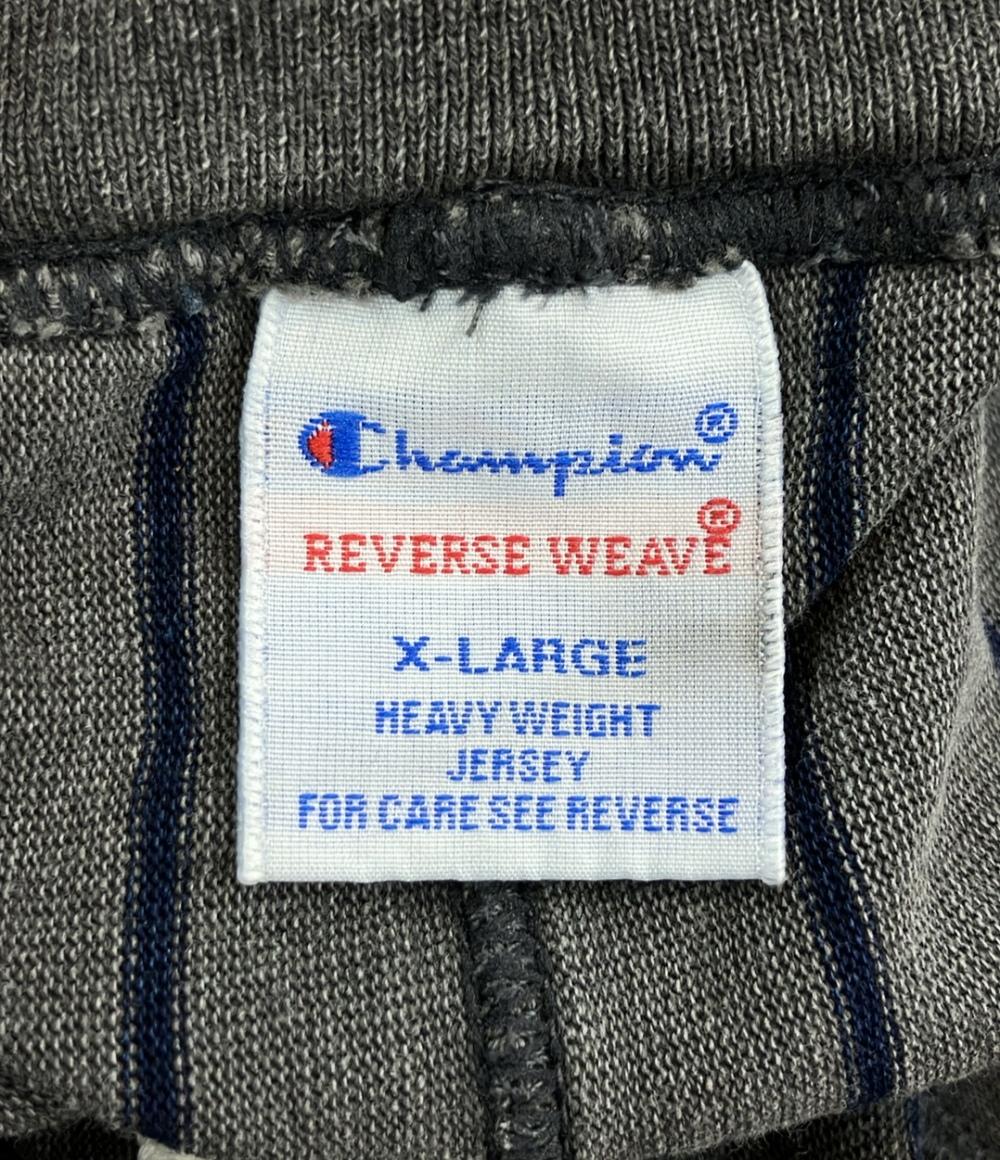 Champion®
REVERSE WEAVE®
X-LARGE
HEAVY WEIGHT
JERSEY
FOR CARE SEE REVERSE